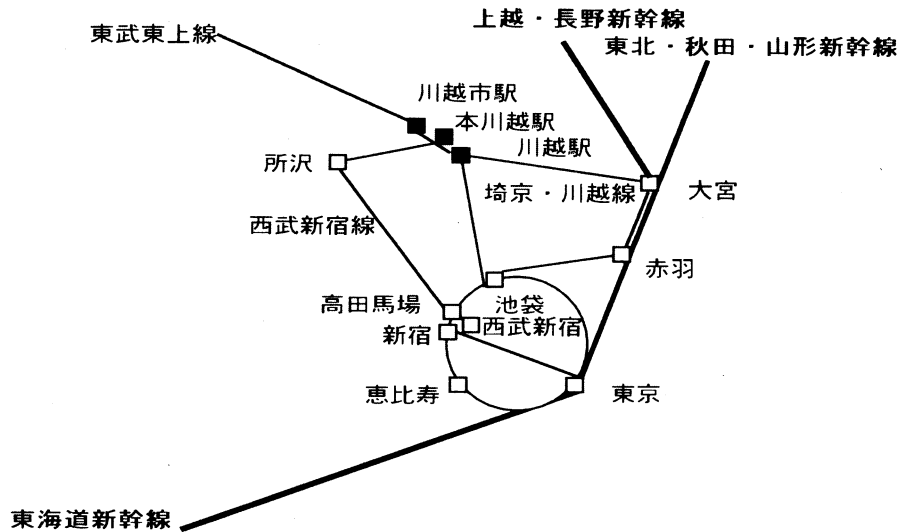 上越・長野新幹線
東武東上線
東北・秋田・山形新幹線
川越市駅
本川越駅
川越駅
所沢
埼京・川越線
大宮
西武新宿線
赤羽
高田馬場
池袋
新宿
西武新宿
恵比寿
東京
東海道新幹線